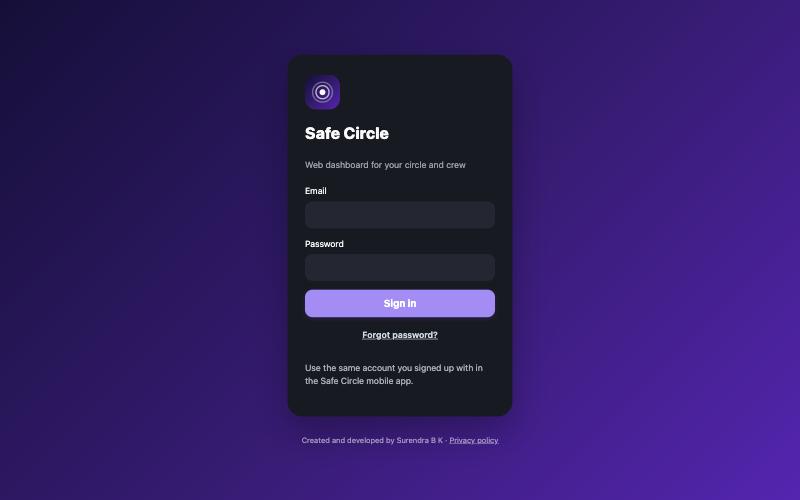 Safe Circle
Web dashboard for your circle and crew
Email
Password
Sign in
Forgot password?
Use the same account you signed up with in
the Safe Circle mobile app.
Created and developed by Surendra B K · Privacy policy